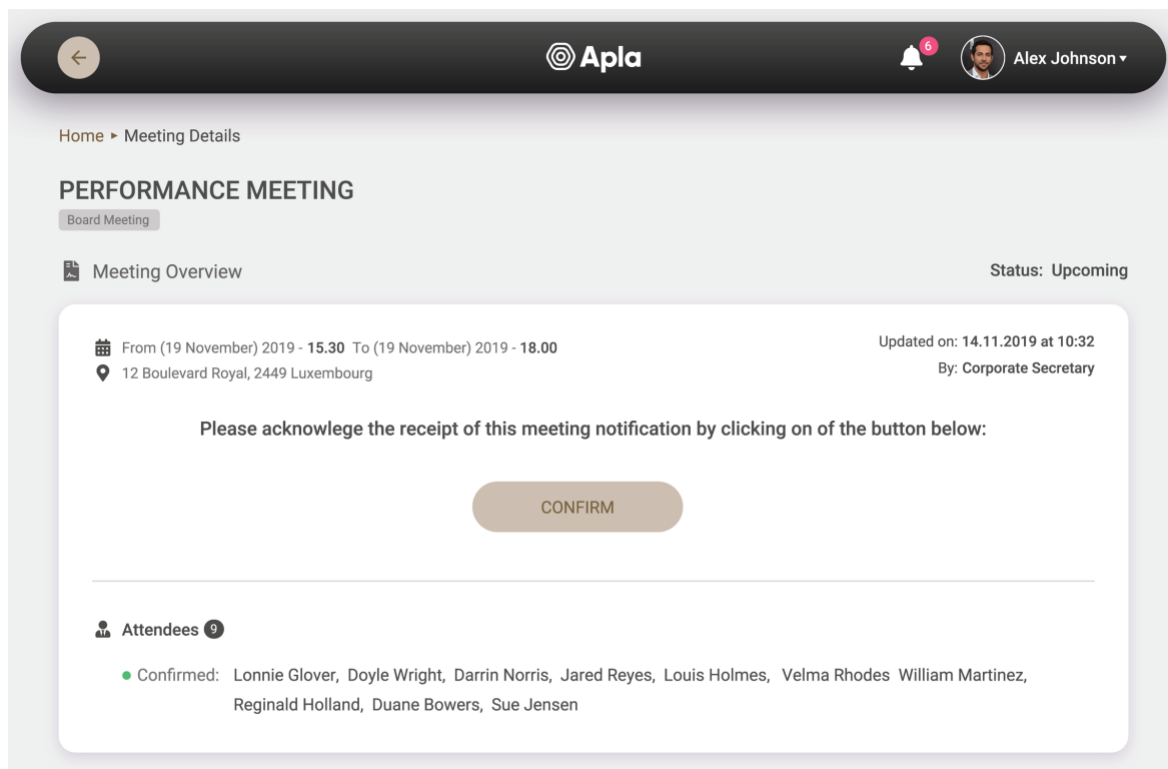 Apla
6
Alex Johnson
Home ▸ Meeting Details
PERFORMANCE MEETING
Board Meeting
Meeting Overview
Status: Upcoming
From (19 November) 2019 - 15.30 To (19 November) 2019 - 18.00
Updated on: 14.11.2019 at 10:32
12 Boulevard Royal, 2449 Luxembourg
By: Corporate Secretary
Please acknowlege the receipt of this meeting notification by clicking on of the button below:
CONFIRM
Attendees 9
Confirmed: Lonnie Glover, Doyle Wright, Darrin Norris, Jared Reyes, Louis Holmes, Velma Rhodes William Martinez,
Reginald Holland, Duane Bowers, Sue Jensen